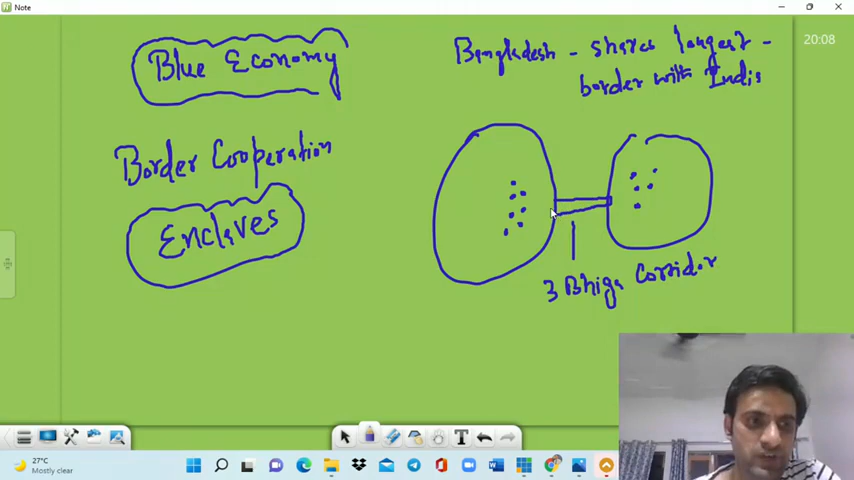 Note
20:08
Blue Economy
Bangladesh - shares longest -
border with India
Border Cooperation
Enclaves
3 Bhiga Corridor
27°C
Mostly clear